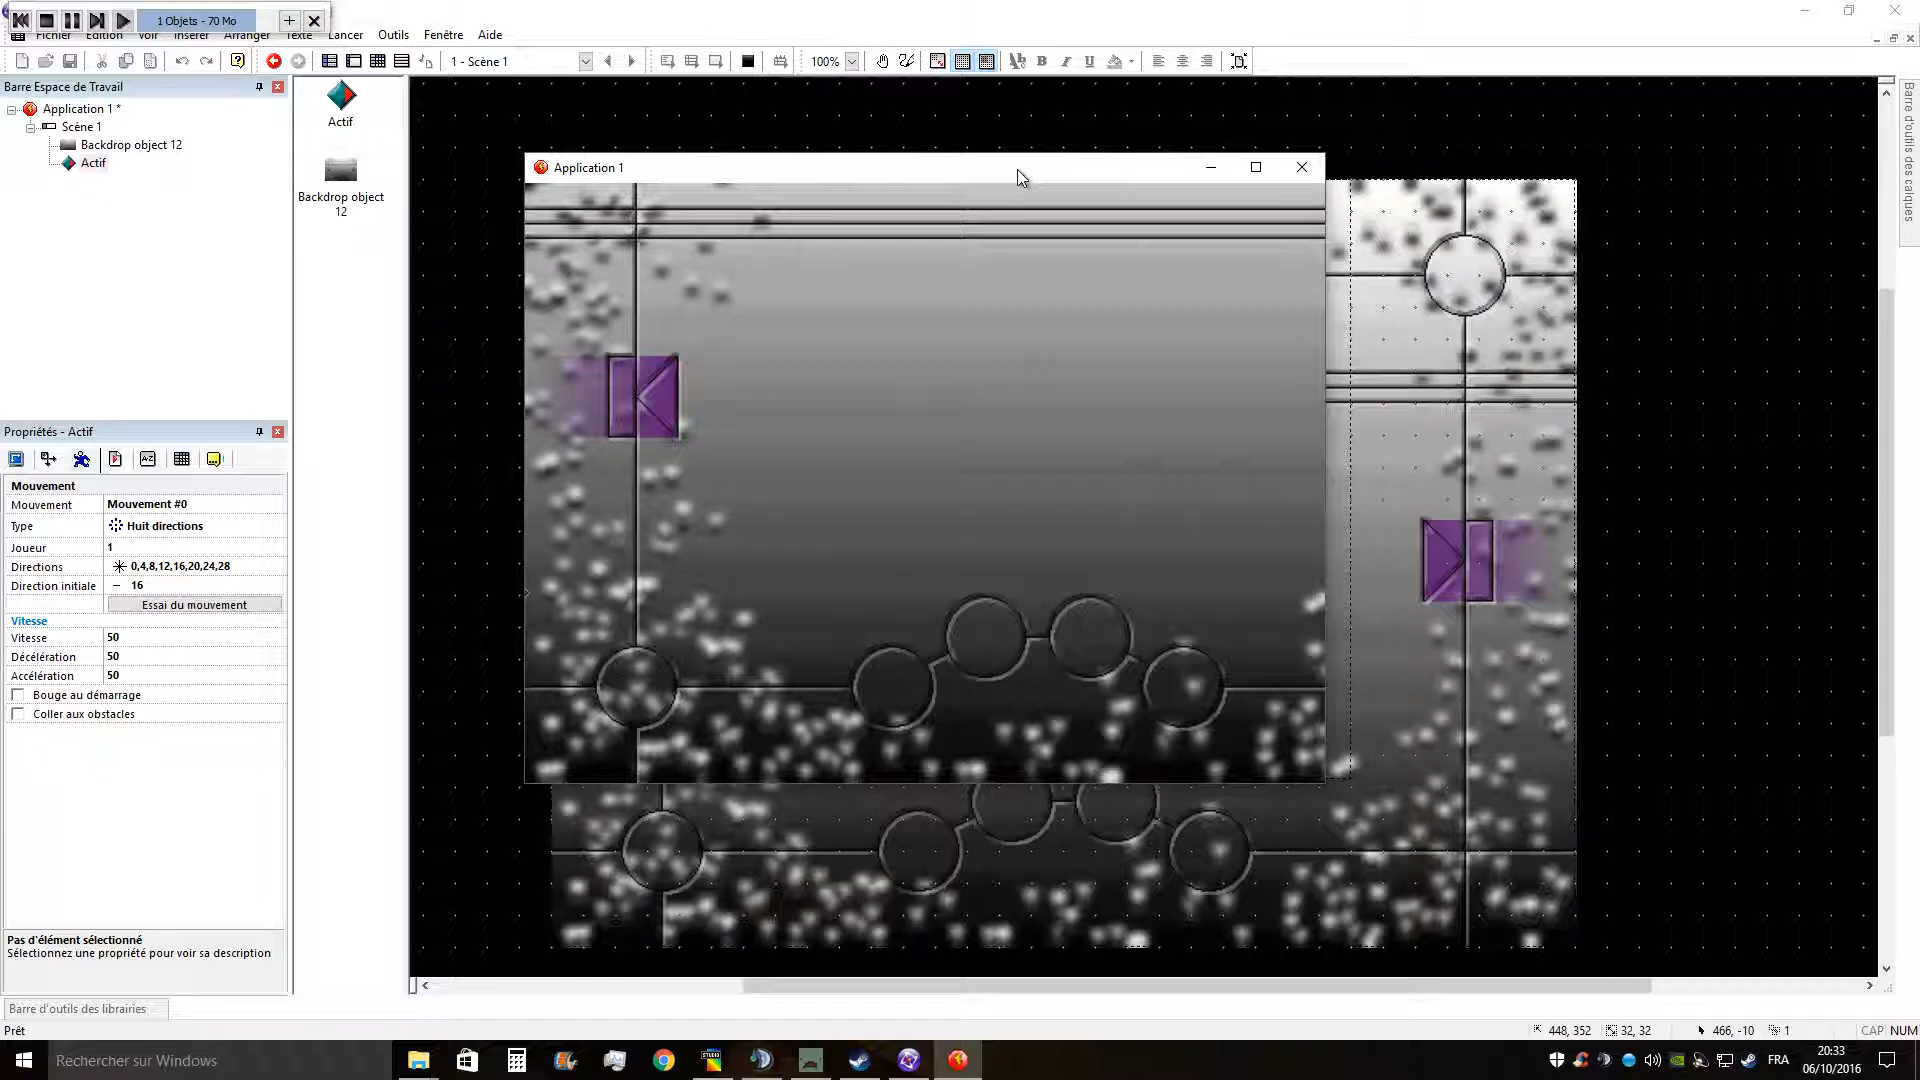 1 Objets - 70 Mo
Fichier Édition Voir Insérer Arranger Texte Lancer Outils Fenêtre Aide
1 - Scène 1
100%
Barre Espace de Travail
Application 1 *
Scène 1
Backdrop object 12
Actif
Actif
Backdrop object
12
Application 1
Barre d'outils des calques
Propriétés - Actif
Mouvement
Mouvement Mouvement #0
Type Huit directions
Joueur 1
Directions 0,4,8,12,16,20,24,28
Direction initiale 16
Essai du mouvement
Vitesse
Vitesse 50
Décélération 50
Accélération 50
Bouge au démarrage
Coller aux obstacles
Pas d'élément sélectionné
Sélectionnez une propriété pour voir sa description
Barre d'outils des librairies
Prêt
448, 352 32, 32 466, -10 1 CAP NUM
Rechercher sur Windows
STUDIO
FRA
20:33
06/10/2016